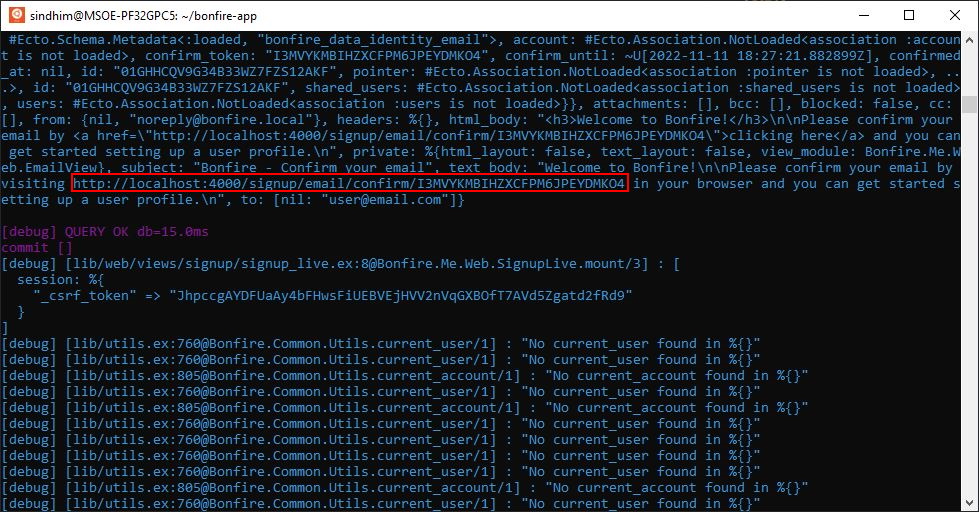 sindhim@MSOE-PF32GPC5: ~/bonfire-app
#Ecto.Schema.Metadata<:loaded, "bonfire_data_identity_email">, account: #Ecto.Association.NotLoaded<association :accoun
t is not loaded>, confirm_token: "I3MVYKMBIHZXCFPM6JPEYDMKO4", confirm_until: ~U[2022-11-11 18:27:21.882899Z], confirmed
_at: nil, id: "01GHHCQV9G34B33WZ7FZS12AKF", pointer: #Ecto.Association.NotLoaded<association :pointer is not loaded>, ..
.>, id: "01GHHCQV9G34B33WZ7FZS12AKF", shared_users: #Ecto.Association.NotLoaded<association :shared_users is not loaded>
, users: #Ecto.Association.NotLoaded<association :users is not loaded>}}, attachments: [], bcc: [], blocked: false, cc:
[], from: {nil, "noreply@bonfire.local"}, headers: %{}, html_body: "<h3>Welcome to Bonfire!</h3>\n\nPlease confirm your
email by <a href=\"http://localhost:4000/signup/email/confirm/I3MVYKMBIHZXCFPM6JPEYDMKO4\">clicking here</a> and you can
get started setting up a user profile.\n", private: %{html_layout: false, text_layout: false, view_module: Bonfire.Me.W
eb.EmailView}, subject: "Bonfire - Confirm your email", text_body: "Welcome to Bonfire!\n\nPlease confirm your email by
visiting http://localhost:4000/signup/email/confirm/I3MVYKMBIHZXCFPM6JPEYDMKO4 in your browser and you can get started s
etting up a user profile.\n", to: [nil: "user@email.com"]}
[debug] QUERY OK db=15.0ms
commit []
[debug] [lib/web/views/signup/signup_live.ex:8@Bonfire.Me.Web.SignupLive.mount/3] : [
session: %{
"_csrf_token" => "JhpccgAYDFUaAy4bFHwsFiUEBVEjHVV2nVqGXBOfT7AVd5Zgatd2fRd9"
}
]
[debug] [lib/utils.ex:760@Bonfire.Common.Utils.current_user/1] : "No current_user found in %{}"
[debug] [lib/utils.ex:760@Bonfire.Common.Utils.current_user/1] : "No current_user found in %{}"
[debug] [lib/utils.ex:805@Bonfire.Common.Utils.current_account/1] : "No current_account found in %{}"
[debug] [lib/utils.ex:760@Bonfire.Common.Utils.current_user/1] : "No current_user found in %{}"
[debug] [lib/utils.ex:805@Bonfire.Common.Utils.current_account/1] : "No current_account found in %{}"
[debug] [lib/utils.ex:760@Bonfire.Common.Utils.current_user/1] : "No current_user found in %{}"
[debug] [lib/utils.ex:760@Bonfire.Common.Utils.current_user/1] : "No current_user found in %{}"
[debug] [lib/utils.ex:760@Bonfire.Common.Utils.current_user/1] : "No current_user found in %{}"
[debug] [lib/utils.ex:760@Bonfire.Common.Utils.current_user/1] : "No current_user found in %{}"
[debug] [lib/utils.ex:805@Bonfire.Common.Utils.current_account/1] : "No current_account found in %{}"
[debug] [lib/utils.ex:760@Bonfire.Common.Utils.current_user/1] : "No current_user found in %{}"